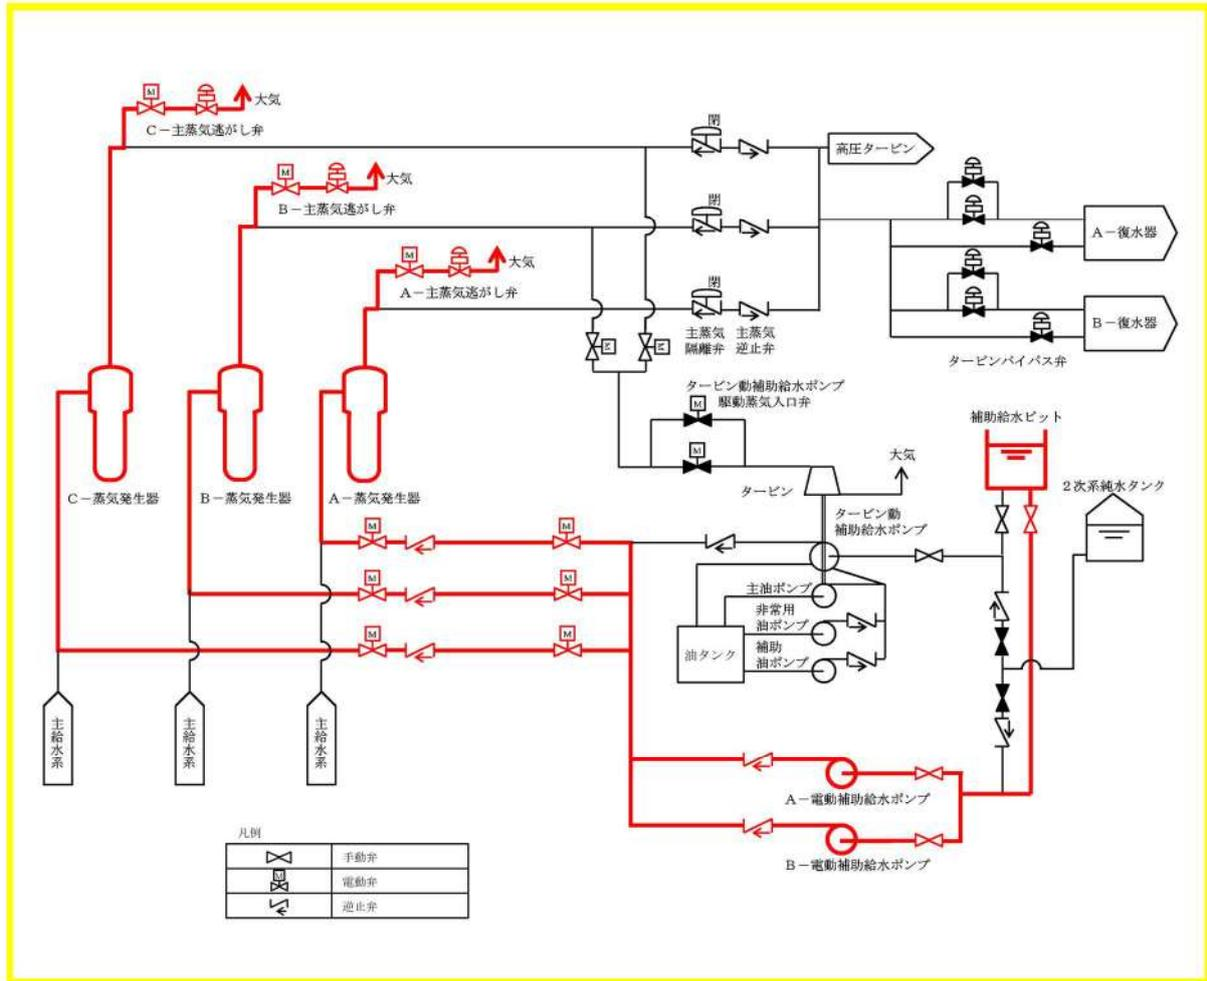 M
大気
C－主蒸気逃がし弁
M
大気
B－主蒸気逃がし弁
M
大気
A－主蒸気逃がし弁
閉
閉
閉
高圧タービン
A－復水器
B－復水器
タービンバイパス弁
主蒸気
隔離弁
主蒸気
逆止弁
M
M
タービン動補助給水ポンプ
駆動蒸気入口弁
M
M
タービン
大気
補助給水ピット
2次系純水タンク
C－蒸気発生器
B－蒸気発生器
A－蒸気発生器
タービン動
補助給水ポンプ
M
M
M
M
M
M
主油ポンプ
非常用
油ポンプ
補助
油ポンプ
油タンク
主給水系
主給水系
主給水系
A－電動補助給水ポンプ
B－電動補助給水ポンプ
凡例
手動弁
M
電動弁
逆止弁